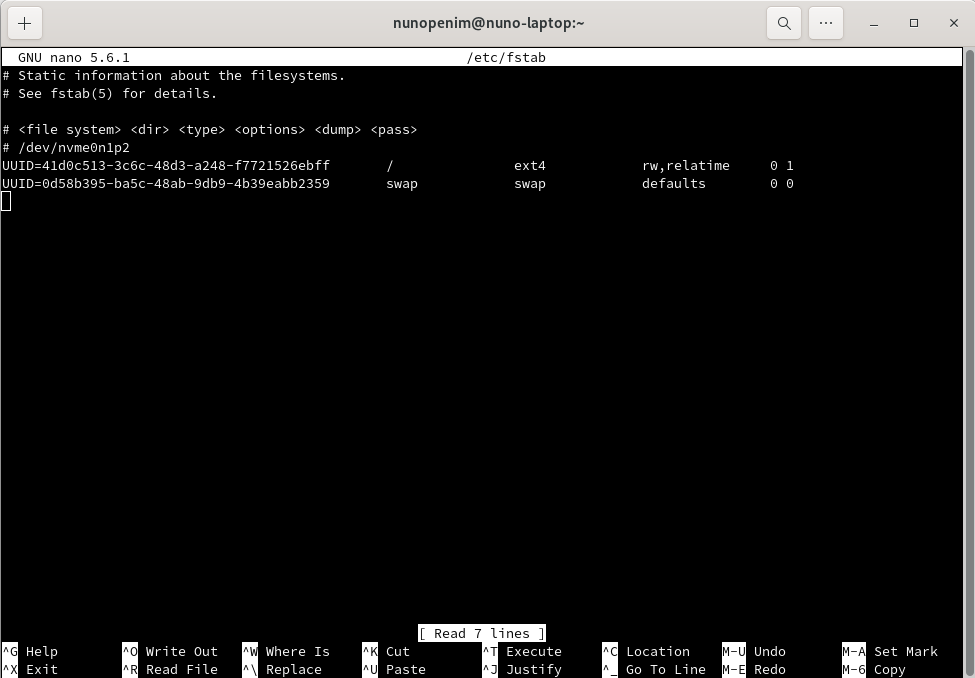 nunopenim@nuno-laptop:~
GNU nano 5.6.1 /etc/fstab
# Static information about the filesystems.
# See fstab(5) for details.
# <file system> <dir> <type> <options> <dump> <pass>
# /dev/nvme0n1p2
UUID=41d0c513-3c6c-48d3-a248-f7721526ebff / ext4 rw,relatime 0 1
UUID=0d58b395-ba5c-48ab-9db9-4b39eabb2359 swap swap defaults 0 0
[ Read 7 lines ]
^G Help ^O Write Out ^W Where Is ^K Cut ^T Execute ^C Location M-U Undo M-A Set Mark
^X Exit ^R Read File ^\ Replace ^U Paste ^J Justify ^_ Go To Line M-E Redo M-6 Copy